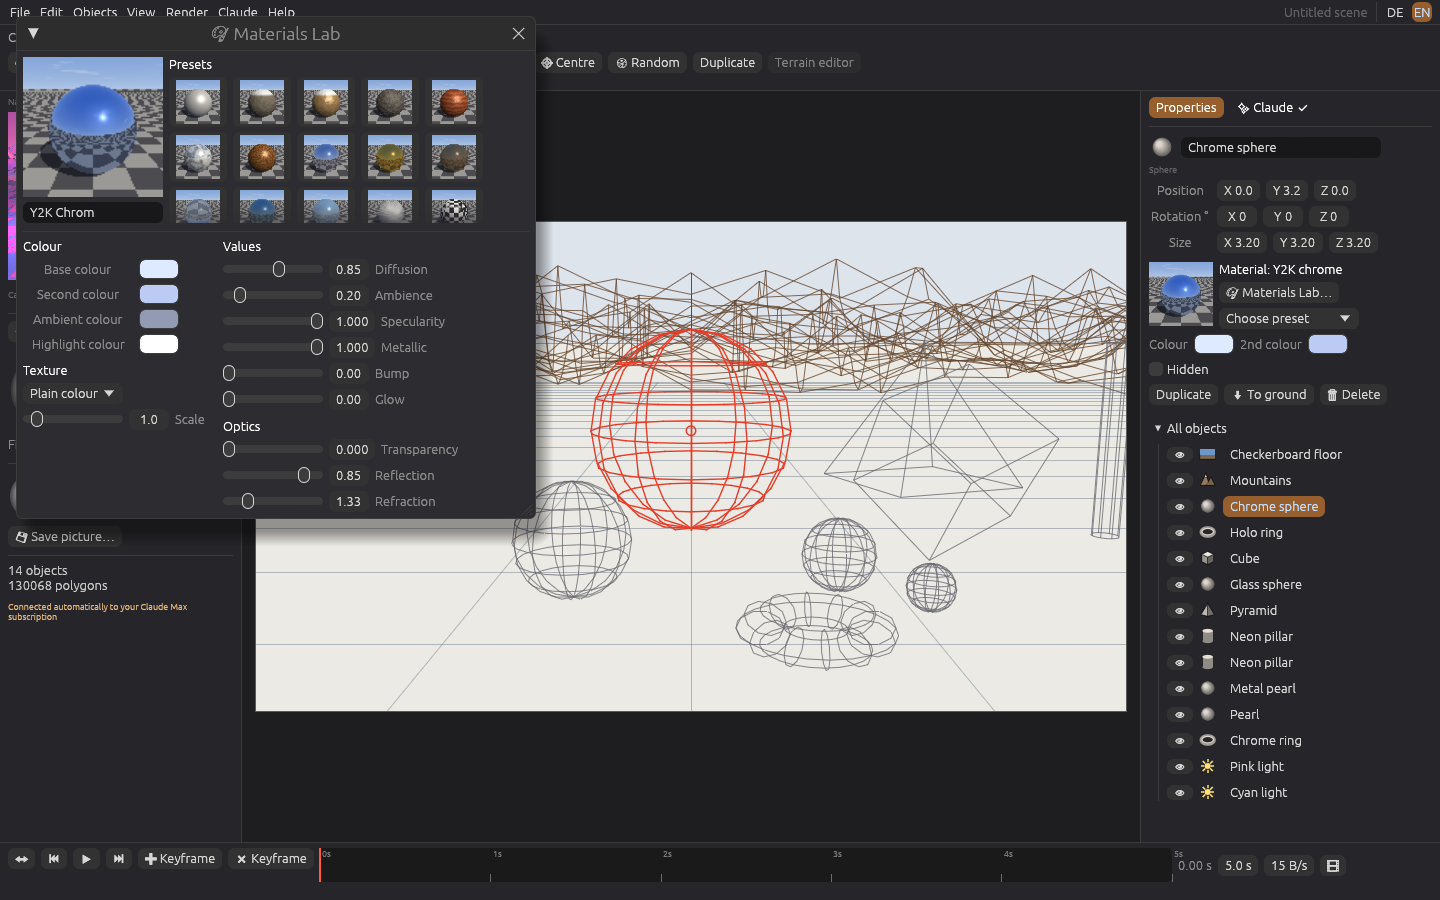 File Edit Objects View Render Claude Help
Untitled scene DE EN
Materials Lab
Centre Random Duplicate Terrain editor
Presets
Y2K Chrom
Colour
Base colour
Second colour
Ambient colour
Highlight colour
Texture
Plain colour
1.0 Scale
Values
0.85 Diffusion
0.20 Ambience
1.000 Specularity
1.000 Metallic
0.00 Bump
0.00 Glow
Optics
0.000 Transparency
0.85 Reflection
1.33 Refraction
Save picture...
14 objects
130068 polygons
Connected automatically to your Claude Max
subscription
Properties Claude
Chrome sphere
Sphere
Position X 0.0 Y 3.2 Z 0.0
Rotation ° X 0 Y 0 Z 0
Size X 3.20 Y 3.20 Z 3.20
Material: Y2K chrome
Materials Lab...
Choose preset
Colour 2nd colour
Hidden
Duplicate To ground Delete
All objects
Checkerboard floor
Mountains
Chrome sphere
Holo ring
Cube
Glass sphere
Pyramid
Neon pillar
Neon pillar
Metal pearl
Pearl
Chrome ring
Pink light
Cyan light
Keyframe Keyframe 0s 1s 2s 3s 4s 5s
0.00 s 5.0 s 15 B/s